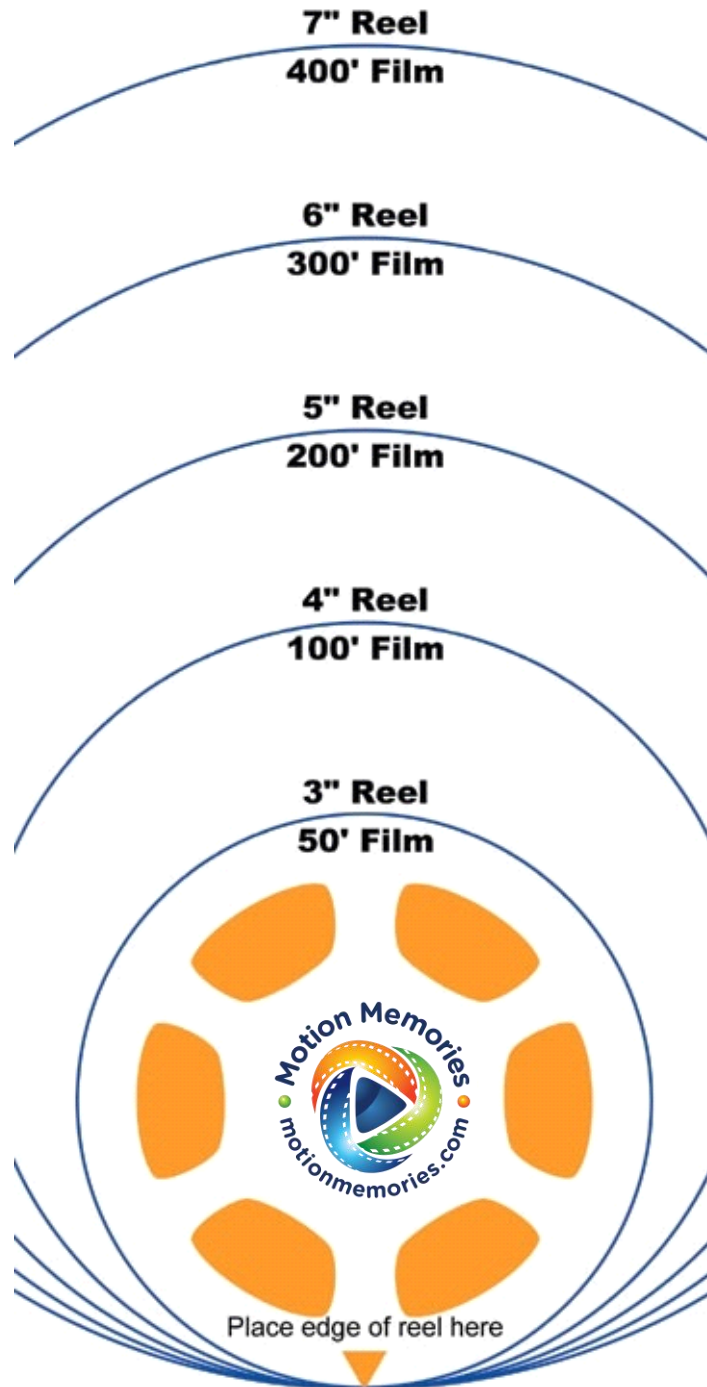 7" Reel
400' Film
6" Reel
300' Film
5" Reel
200' Film
4" Reel
100' Film
3" Reel
50' Film
Motion Memories
motionmemories.com
Place edge of reel here